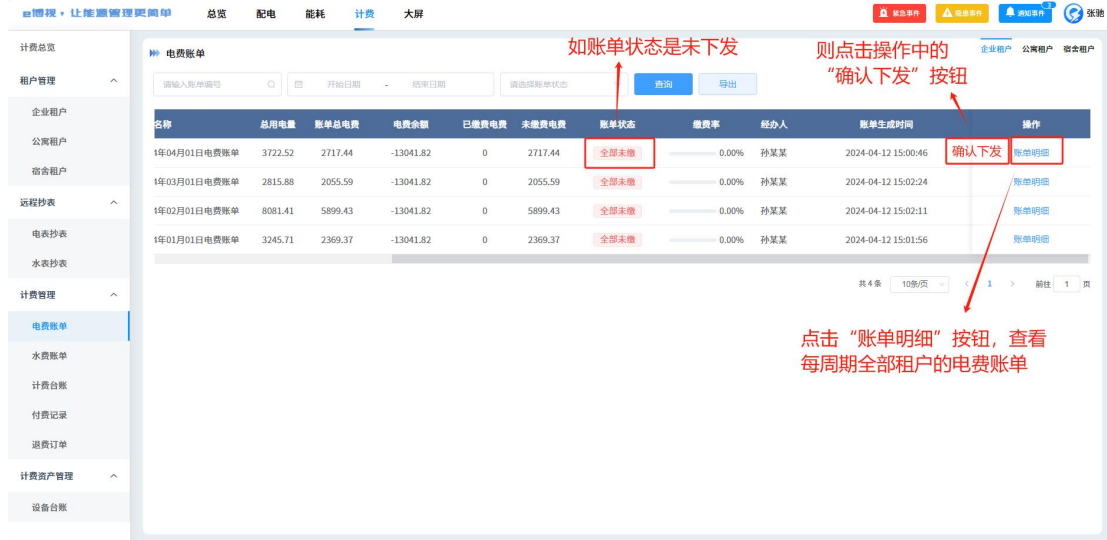 e博视·让能源管理更简单 总览 配电 能耗 计费 大屏 紧急事件 隐患事件 通知事件 3 张驰
计费总览
租户管理
企业租户
公寓租户
宿舍租户
远程抄表
电表抄表
水表抄表
计费管理
电费账单
水费账单
计费台账
付费记录
退费订单
计费资产管理
设备台账
电费账单 企业租户 公寓租户 宿舍租户
如账单状态是未下发
则点击操作中的
“确认下发”按钮
请输入账单编号 开始日期 - 结束日期 请选择账单状态 查询 导出
名称 总用电量 账单总电费 电费余额 已缴费电费 未缴费电费 账单状态 缴费率 经办人 账单生成时间 操作
4年04月01日电费账单 3722.52 2717.44 -13041.82 0 2717.44 全部未缴 0.00% 孙某某 2024-04-12 15:00:46 确认下发 账单明细
4年03月01日电费账单 2815.88 2055.59 -13041.82 0 2055.59 全部未缴 0.00% 孙某某 2024-04-12 15:02:24 账单明细
4年02月01日电费账单 8081.41 5899.43 -13041.82 0 5899.43 全部未缴 0.00% 孙某某 2024-04-12 15:02:11 账单明细
4年01月01日电费账单 3245.71 2369.37 -13041.82 0 2369.37 全部未缴 0.00% 孙某某 2024-04-12 15:01:56 账单明细
共 4 条 10条/页 < 1 > 前往 1 页
点击“账单明细”按钮，查看
每周期全部租户的电费账单